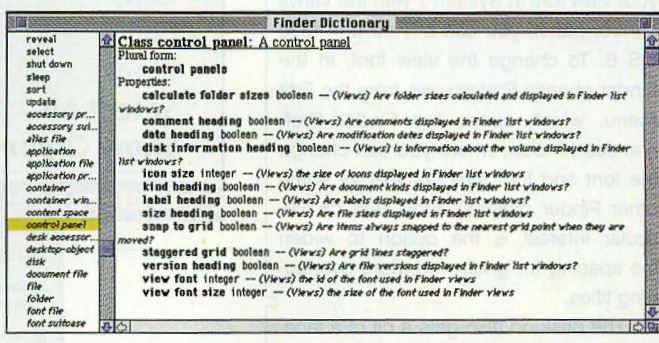 Finder Dictionary
reveal
select
shut down
sleep
sort
update
accessory pr...
accessory sui...
alias file
application
application file
application pr...
container
container win...
content space
control panel
desk accessor...
desktop-object
disk
document file
file
folder
font file
font suitcase
Class control panel: A control panel
Plural form:
control panels
Properties:
calculate folder sizes boolean -- (Views) Are folder sizes calculated and displayed in Finder list
windows?
comment heading boolean -- (Views) Are comments displayed in Finder list windows?
date heading boolean -- (Views) Are modification dates displayed in Finder list windows?
disk information heading boolean -- (Views) Is information about the volume displayed in Finder
list windows?
icon size integer -- (Views) the size of icons displayed in Finder list windows
kind heading boolean -- (Views) Are document kinds displayed in Finder list windows?
label heading boolean -- (Views) Are labels displayed in Finder list windows?
size heading boolean -- (Views) Are file sizes displayed in Finder list windows?
snap to grid boolean -- (Views) Are items always snapped to the nearest grid point when they are
moved?
staggered grid boolean -- (Views) Are grid lines staggered?
version heading boolean -- (Views) Are file versions displayed in Finder list windows?
view font integer -- (Views) the id of the font used in Finder views
view font size integer -- (Views) the size of the font used in Finder views